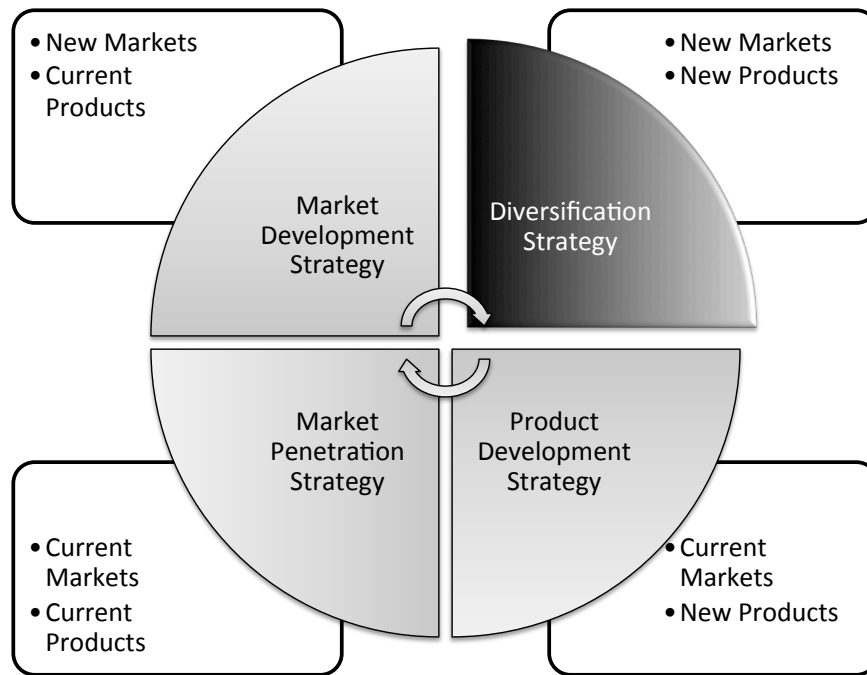 • New Markets
• Current
Products
• New Markets
• New Products
Market
Development
Strategy
Diversification
Strategy
Market
Penetration
Strategy
Product
Development
Strategy
• Current
Markets
• Current
Products
• Current
Markets
• New Products